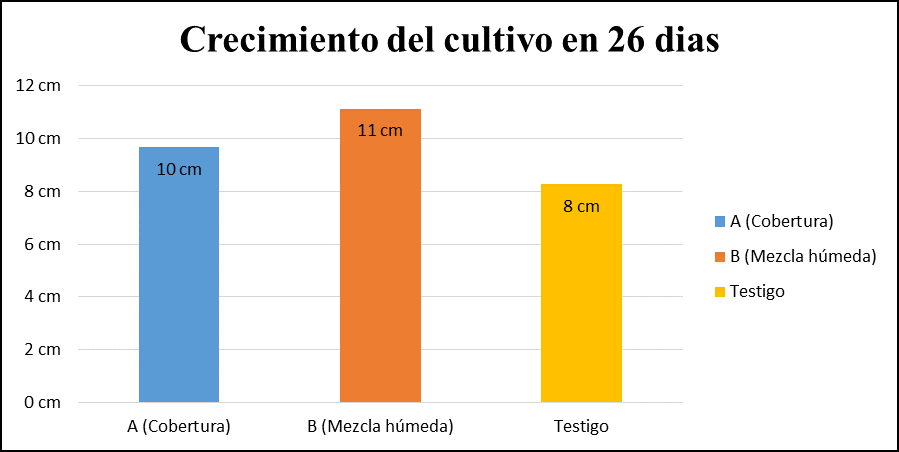 Crecimiento del cultivo en 26 dias
12 cm
10 cm
8 cm
6 cm
4 cm
2 cm
0 cm
10 cm
11 cm
8 cm
A (Cobertura)
B (Mezcla húmeda)
Testigo
A (Cobertura)
B (Mezcla húmeda)
Testigo